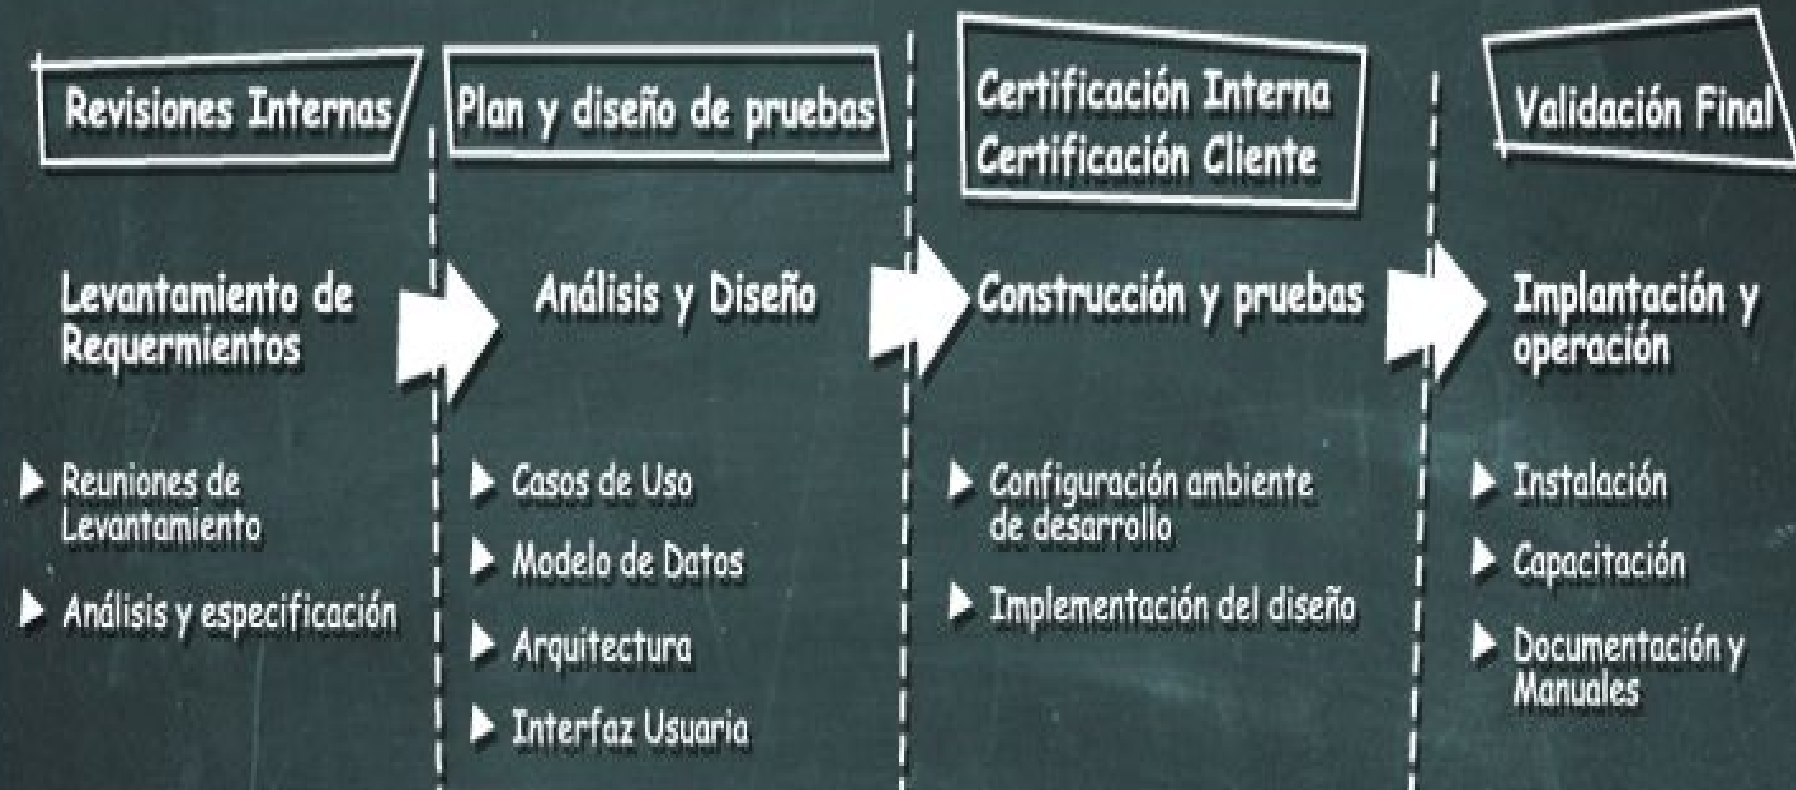 Revisiones Internas
Levantamiento de
Requermientos
Reuniones de
Levantamiento
Análisis y especificación
Plan y diseño de pruebas
Análisis y Diseño
Casos de Uso
Modelo de Datos
Arquitectura
Interfaz Usuaria
Certificación Interna
Certificación Cliente
Construcción y pruebas
Configuración ambiente
de desarrollo
Implementación del diseño
Validación Final
Implantación y
operación
Instalación
Capacitación
Documentación y
Manuales